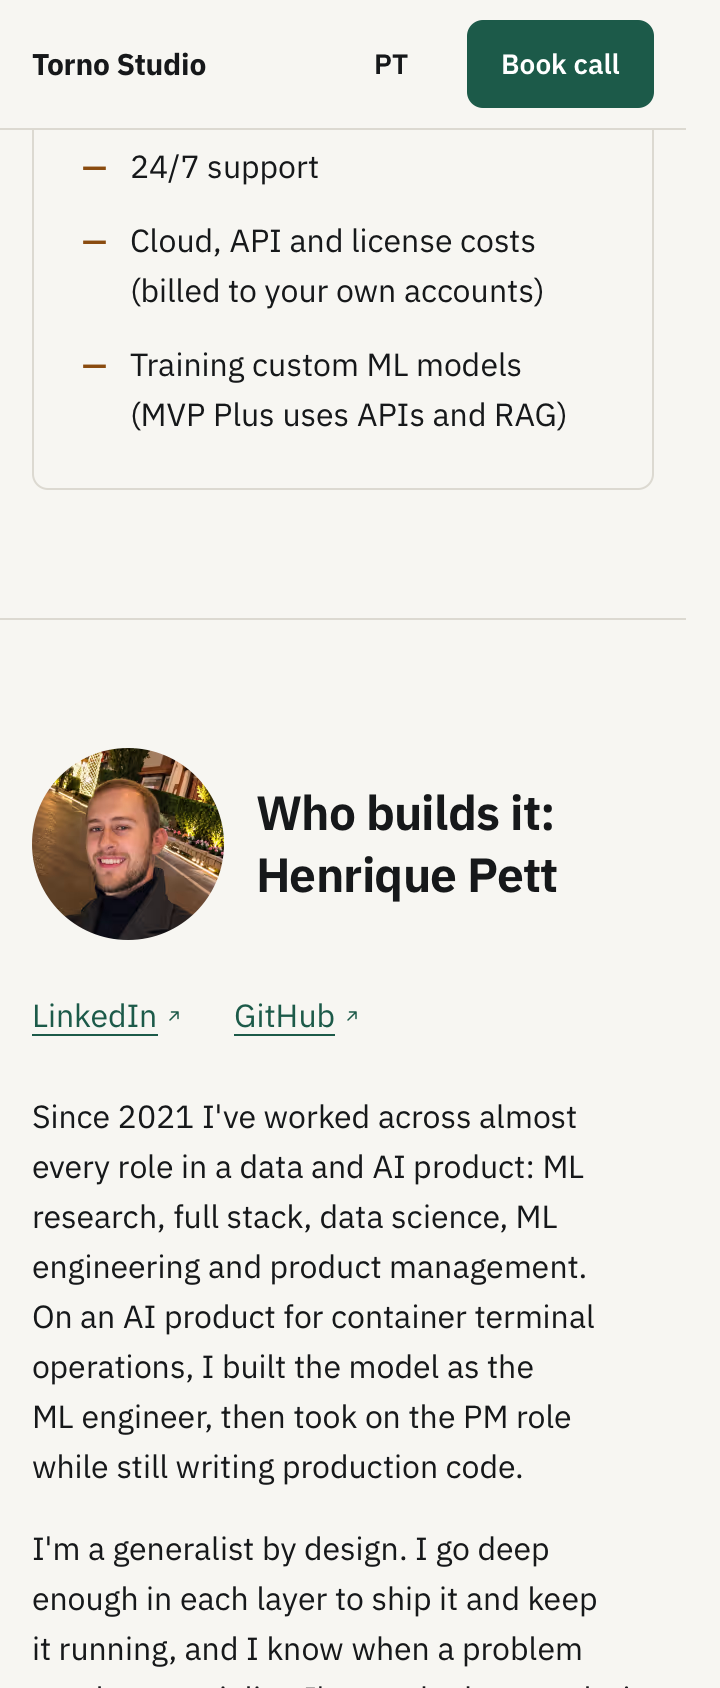 Torno Studio
PT
Book call
— 24/7 support
— Cloud, API and license costs
(billed to your own accounts)
— Training custom ML models
(MVP Plus uses APIs and RAG)
Who builds it:
Henrique Pett
LinkedIn ↗ GitHub ↗
Since 2021 I've worked across almost
every role in a data and AI product: ML
research, full stack, data science, ML
engineering and product management.
On an AI product for container terminal
operations, I built the model as the
ML engineer, then took on the PM role
while still writing production code.
I'm a generalist by design. I go deep
enough in each layer to ship it and keep
it running, and I know when a problem